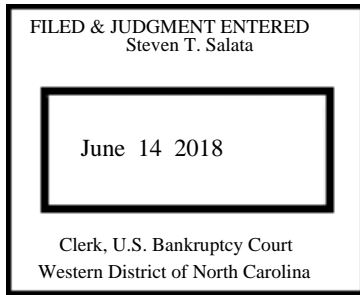 FILED & JUDGMENT ENTERED
Steven T. Salata
June 14 2018
Clerk, U.S. Bankruptcy Court
Western District of North Carolina